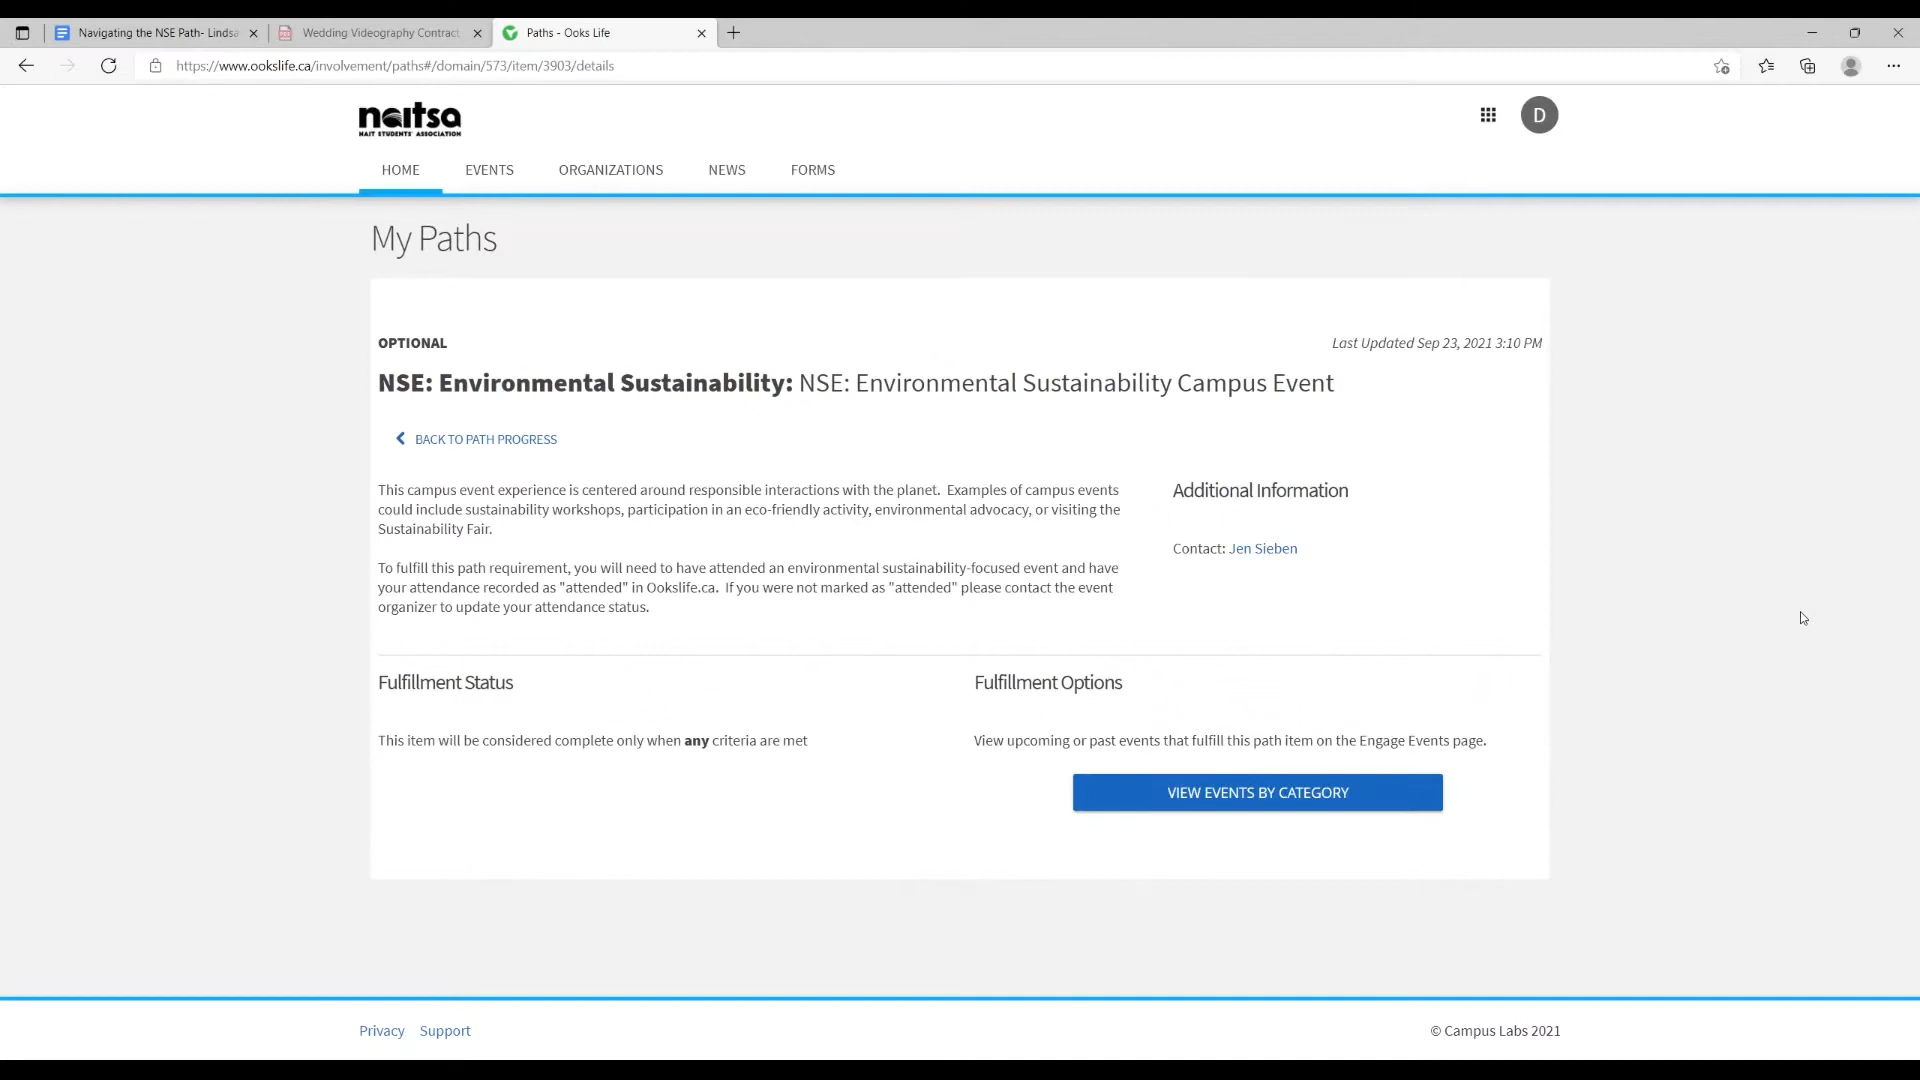 Navigating the NSE Path- Lindsa
Wedding Videography Contract
Paths - Ooks Life
https://www.ookslife.ca/involvement/paths#/domain/573/item/3903/details
naitsa
NAIT STUDENTS' ASSOCIATION
D
HOME EVENTS ORGANIZATIONS NEWS FORMS
My Paths
OPTIONAL
Last Updated Sep 23, 2021 3:10 PM
NSE: Environmental Sustainability: NSE: Environmental Sustainability Campus Event
BACK TO PATH PROGRESS
This campus event experience is centered around responsible interactions with the planet. Examples of campus events
could include sustainability workshops, participation in an eco-friendly activity, environmental advocacy, or visiting the
Sustainability Fair.
To fulfill this path requirement, you will need to have attended an environmental sustainability-focused event and have
your attendance recorded as "attended" in Ookslife.ca. If you were not marked as "attended" please contact the event
organizer to update your attendance status.
Additional Information
Contact: Jen Sieben
Fulfillment Status
This item will be considered complete only when any criteria are met
Fulfillment Options
View upcoming or past events that fulfill this path item on the Engage Events page.
VIEW EVENTS BY CATEGORY
Privacy Support
© Campus Labs 2021